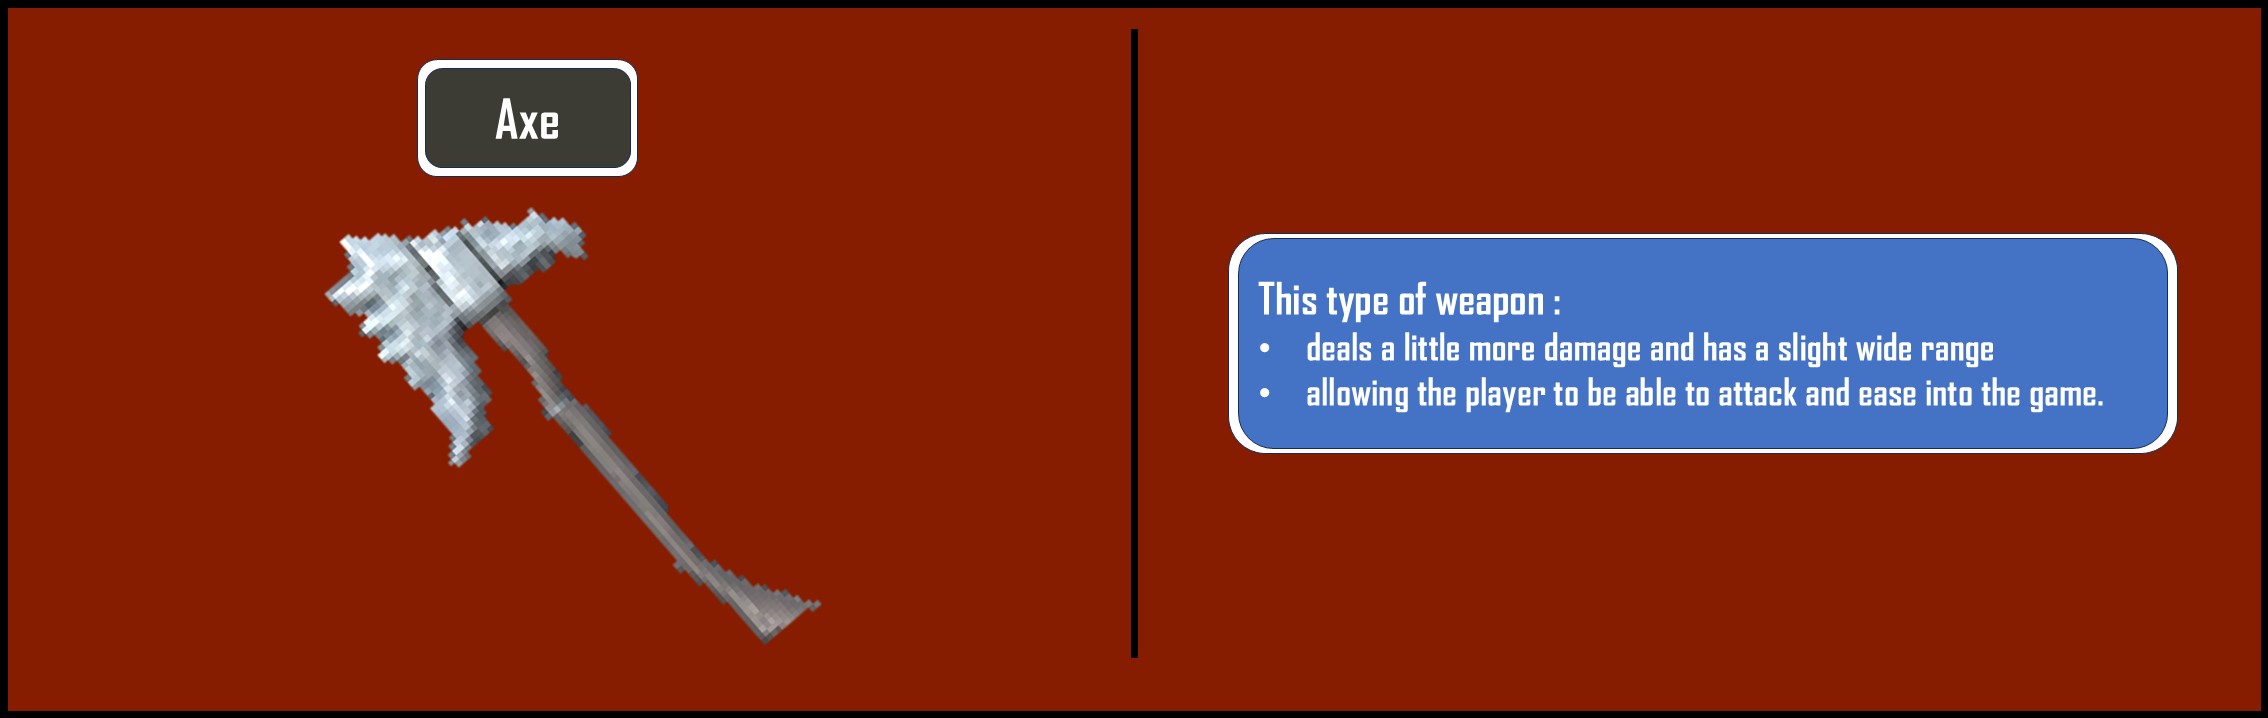 Axe
This type of weapon :
• deals a little more damage and has a slight wide range
• allowing the player to be able to attack and ease into the game.